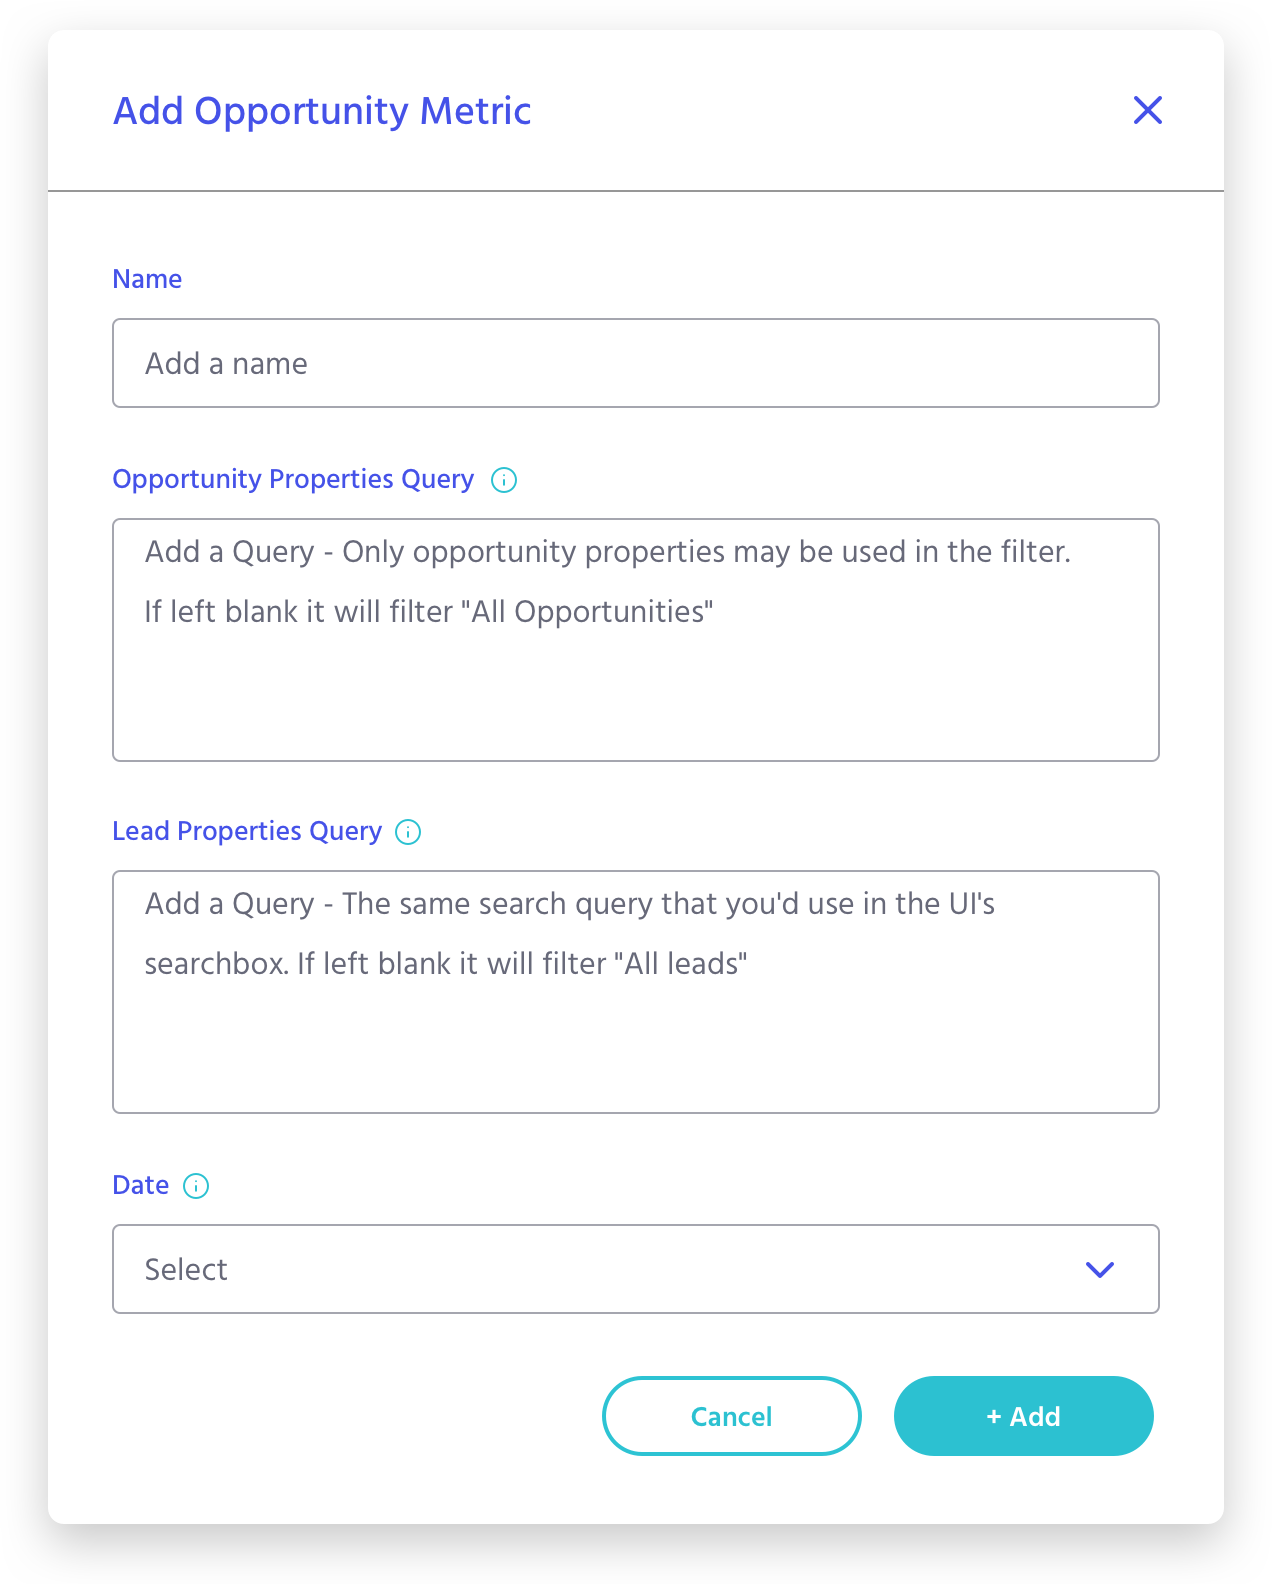 Add Opportunity Metric
Name
Add a name
Opportunity Properties Query
Add a Query - Only opportunity properties may be used in the filter.
If left blank it will filter "All Opportunities"
Lead Properties Query
Add a Query - The same search query that you'd use in the UI's
searchbox. If left blank it will filter "All leads"
Date
Select
Cancel
+ Add